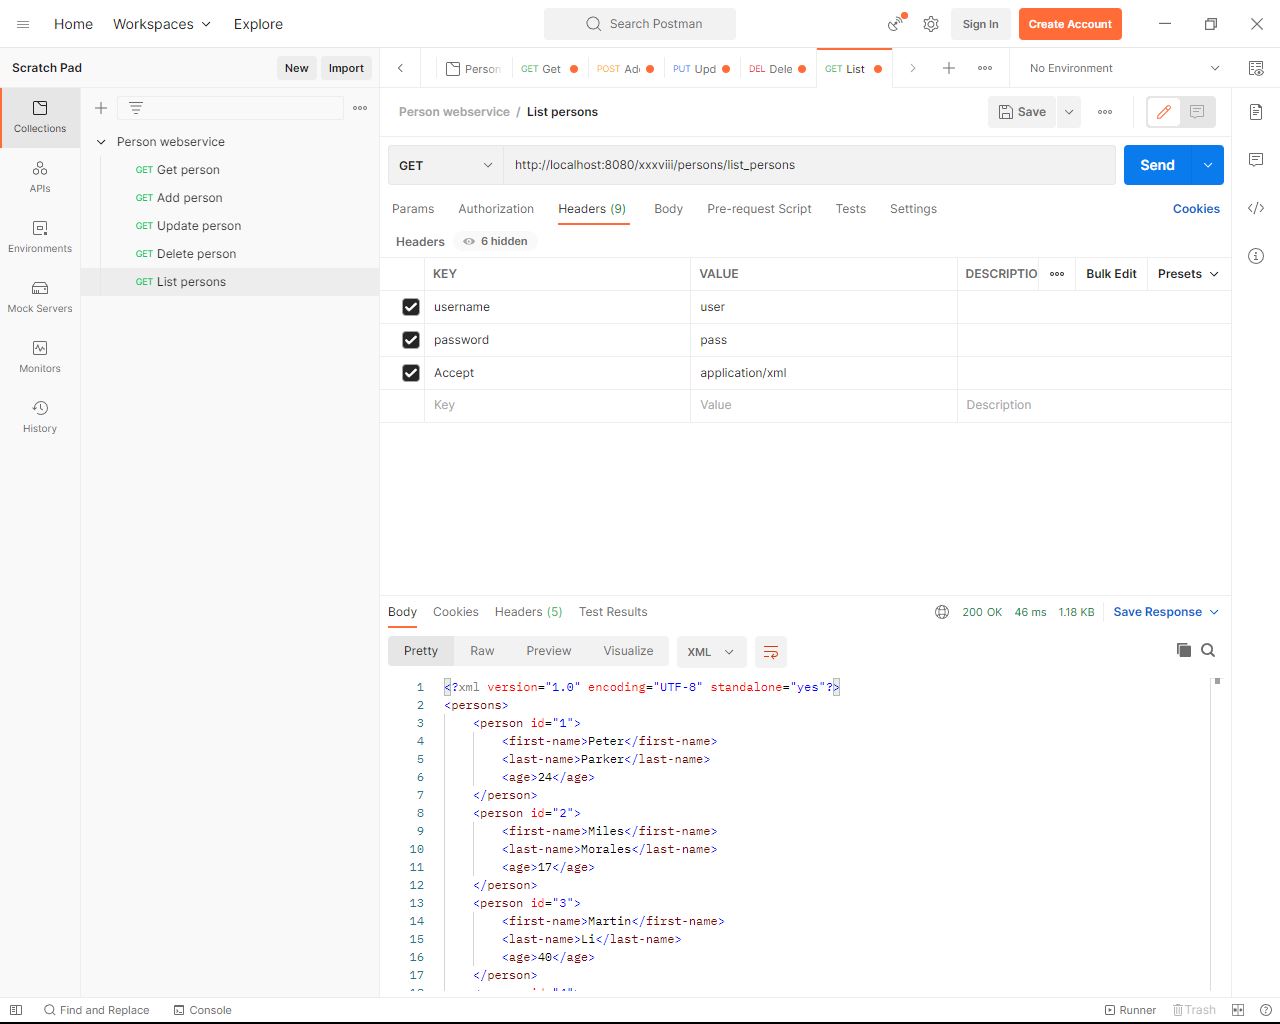 Home Workspaces Explore Search Postman Sign In Create Account
Scratch Pad New Import Person GET Get POST Ad PUT Upd DEL Dele GET List No Environment
Collections
APIs
Environments
Mock Servers
Monitors
History
Person webservice
GET Get person
GET Add person
GET Update person
GET Delete person
GET List persons
Person webservice / List persons Save
GET http://localhost:8080/xxxviii/persons/list_persons Send
Params Authorization Headers (9) Body Pre-request Script Tests Settings Cookies
Headers 6 hidden
KEY VALUE DESCRIPTIO Bulk Edit Presets
username user
password pass
Accept application/xml
Key Value Description
Body Cookies Headers (5) Test Results 200 OK 46 ms 1.18 KB Save Response
Pretty Raw Preview Visualize XML
1 <?xml version="1.0" encoding="UTF-8" standalone="yes"?>
2 <persons>
3 <person id="1">
4 <first-name>Peter</first-name>
5 <last-name>Parker</last-name>
6 <age>24</age>
7 </person>
8 <person id="2">
9 <first-name>Miles</first-name>
10 <last-name>Morales</last-name>
11 <age>17</age>
12 </person>
13 <person id="3">
14 <first-name>Martin</first-name>
15 <last-name>Li</last-name>
16 <age>40</age>
17 </person>
Find and Replace Console Runner Trash